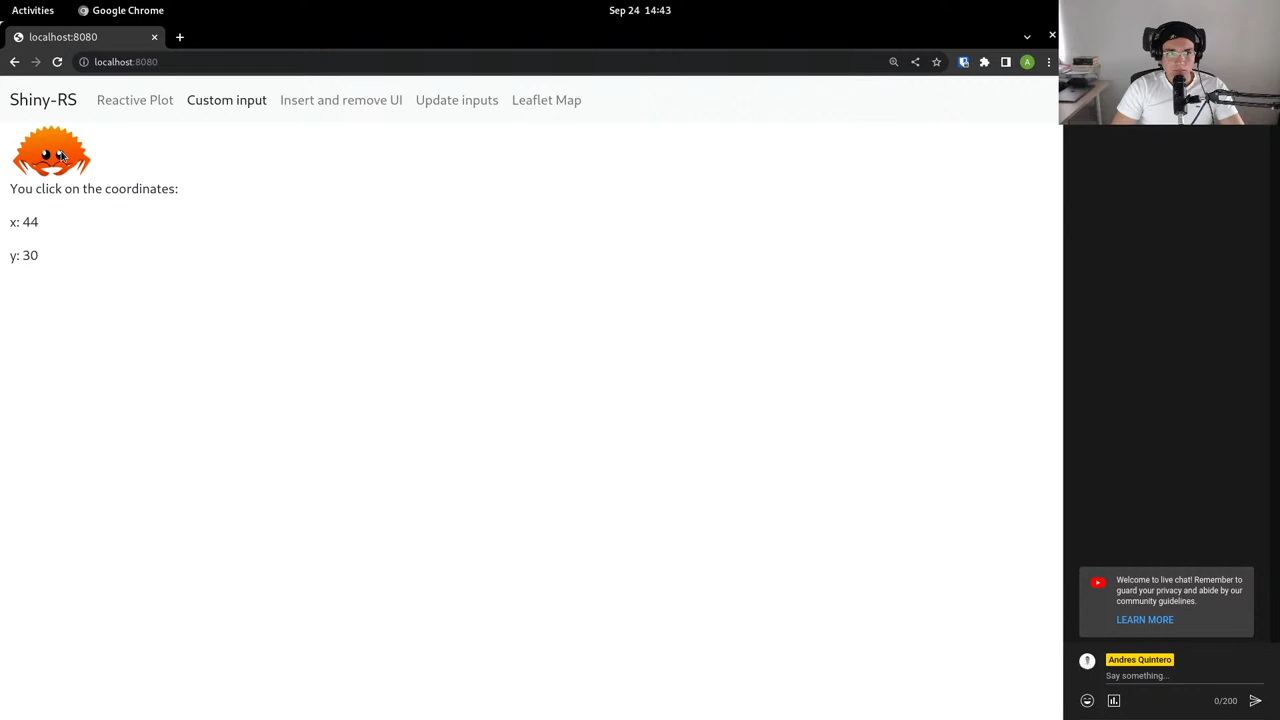 Activities Google Chrome Sep 24 14:43
localhost:8080
localhost:8080
Shiny-RS Reactive Plot Custom input Insert and remove UI Update inputs Leaflet Map
You click on the coordinates:
x: 44
y: 30
Welcome to live chat! Remember to
guard your privacy and abide by our
community guidelines.
LEARN MORE
Andres Quintero
Say something...
0/200